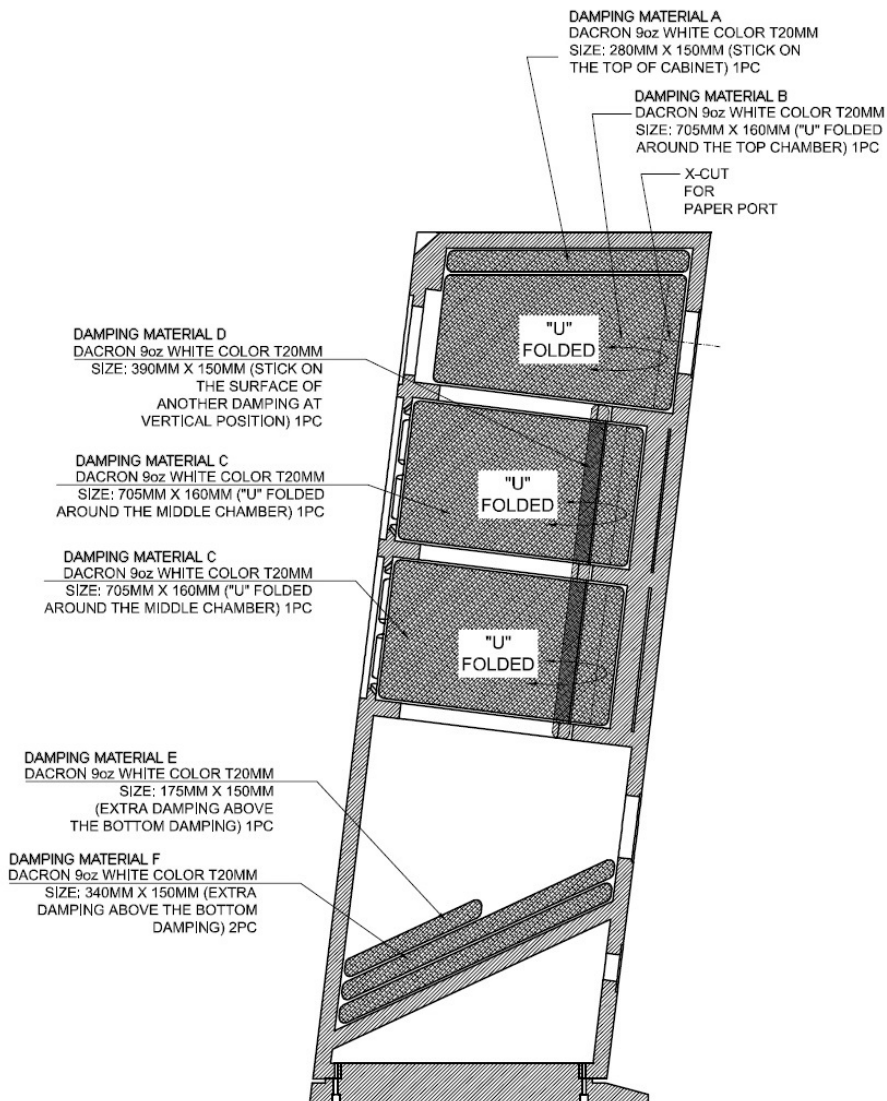 DAMPING MATERIAL A
DACRON 9oz WHITE COLOR T20MM
SIZE: 280MM X 150MM (STICK ON
THE TOP OF CABINET) 1PC
DAMPING MATERIAL B
DACRON 9oz WHITE COLOR T20MM
SIZE: 705MM X 160MM ("U" FOLDED
AROUND THE TOP CHAMBER) 1PC
X-CUT
FOR
PAPER PORT
"U"
FOLDED
DAMPING MATERIAL D
DACRON 9oz WHITE COLOR T20MM
SIZE: 390MM X 150MM (STICK ON
THE SURFACE OF
ANOTHER DAMPING AT
VERTICAL POSITION) 1PC
DAMPING MATERIAL C
DACRON 9oz WHITE COLOR T20MM
SIZE: 705MM X 160MM ("U" FOLDED
AROUND THE MIDDLE CHAMBER) 1PC
"U"
FOLDED
DAMPING MATERIAL C
DACRON 9oz WHITE COLOR T20MM
SIZE: 705MM X 160MM ("U" FOLDED
AROUND THE MIDDLE CHAMBER) 1PC
"U"
FOLDED
DAMPING MATERIAL E
DACRON 9oz WHITE COLOR T20MM
SIZE: 175MM X 150MM
(EXTRA DAMPING ABOVE
THE BOTTOM DAMPING) 1PC
DAMPING MATERIAL F
DACRON 9oz WHITE COLOR T20MM
SIZE: 340MM X 150MM (EXTRA
DAMPING ABOVE THE BOTTOM
DAMPING) 2PC